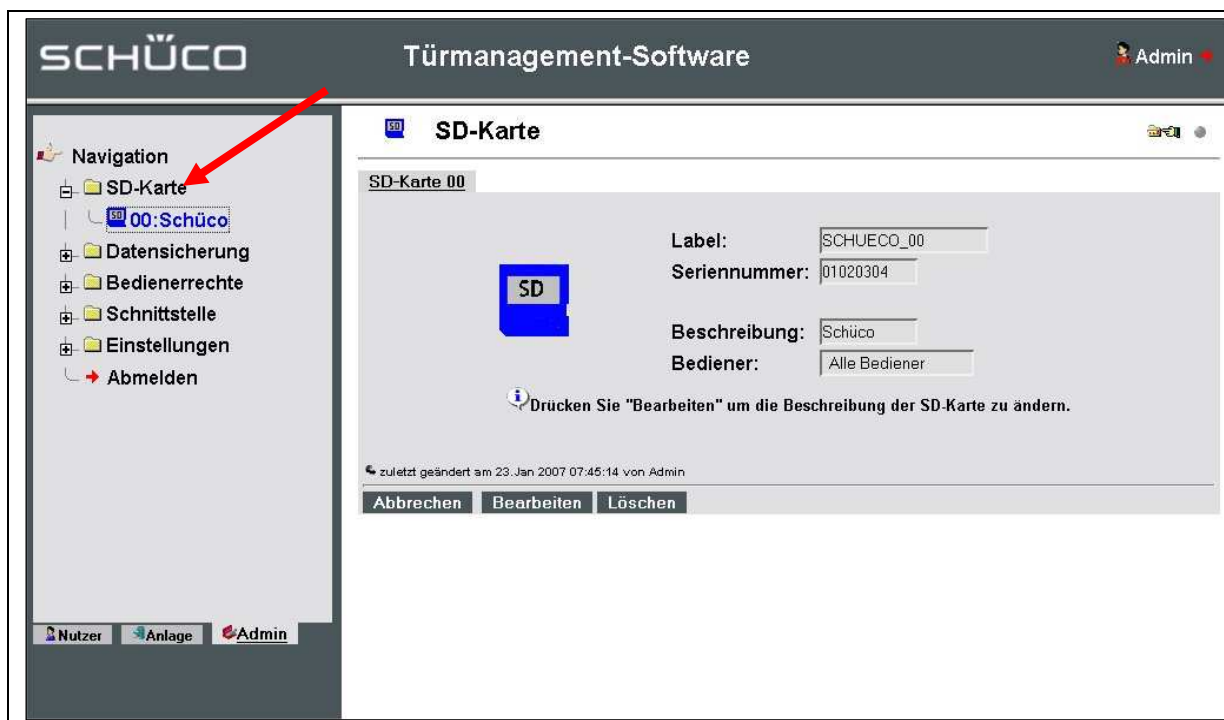 SCHÜCO
Türmanagement-Software
Admin
Navigation
SD-Karte
00:Schüco
Datensicherung
Bedienerrechte
Schnittstelle
Einstellungen
Abmelden
Nutzer
Anlage
Admin
SD
SD-Karte
SD-Karte 00
SD
Label: SCHUECO_00
Seriennummer: 01020304
Beschreibung: Schüco
Bediener: Alle Bediener
Drücken Sie "Bearbeiten" um die Beschreibung der SD-Karte zu ändern.
zuletzt geändert am 23.Jan 2007 07:45:14 von Admin
Abbrechen Bearbeiten Löschen